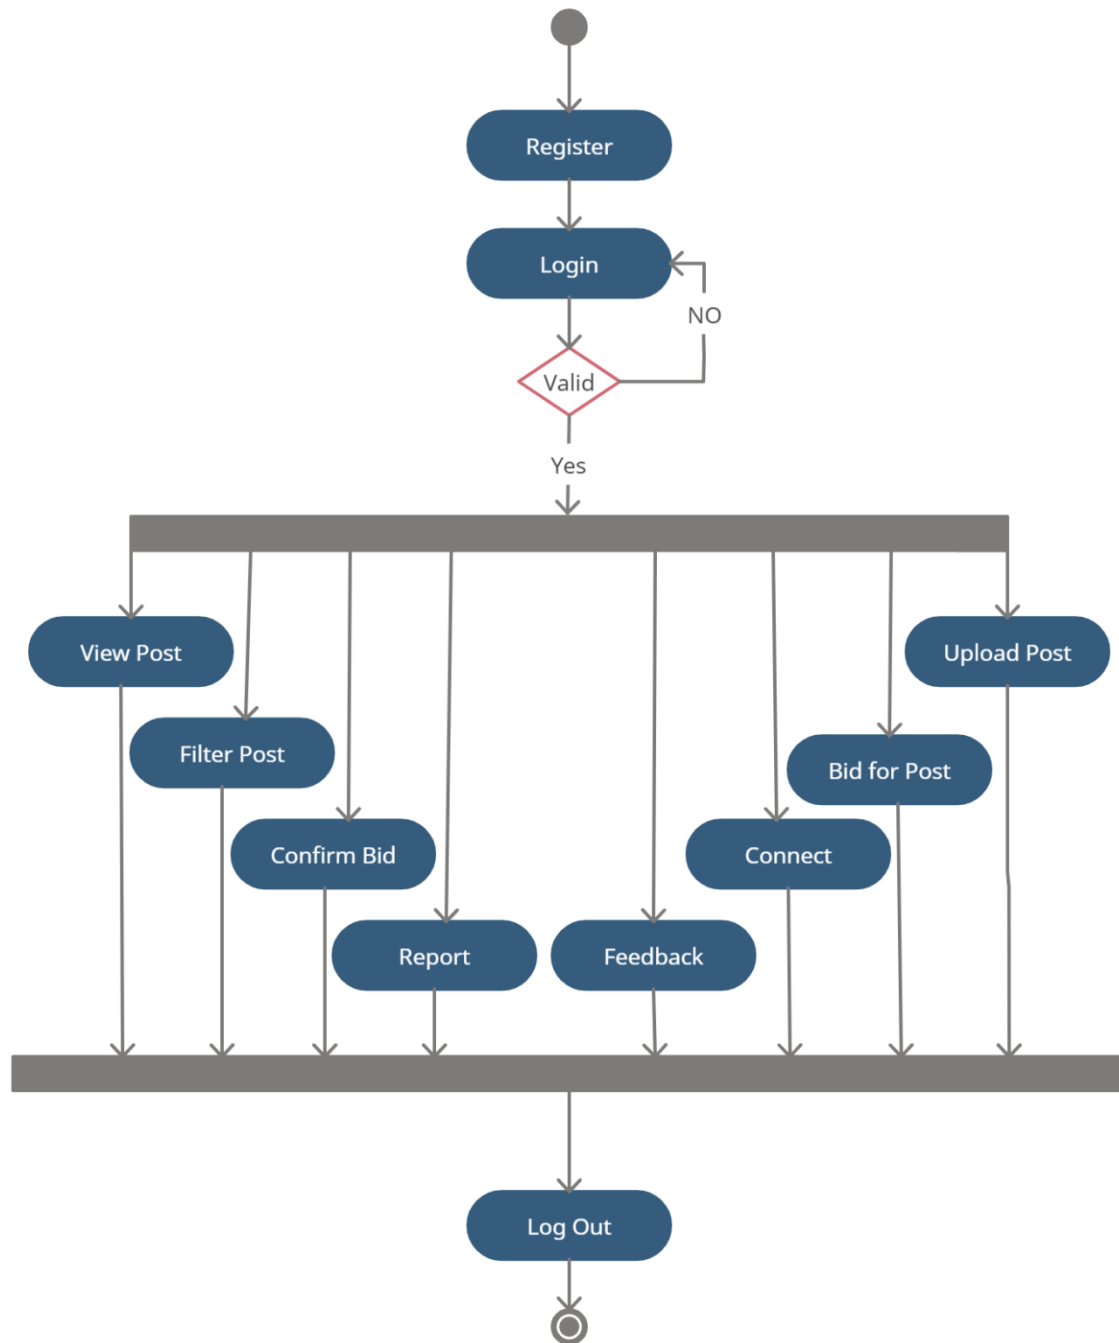 Register
Login
NO
Valid
Yes
View Post
Upload Post
Filter Post
Bid for Post
Confirm Bid
Connect
Report
Feedback
Log Out